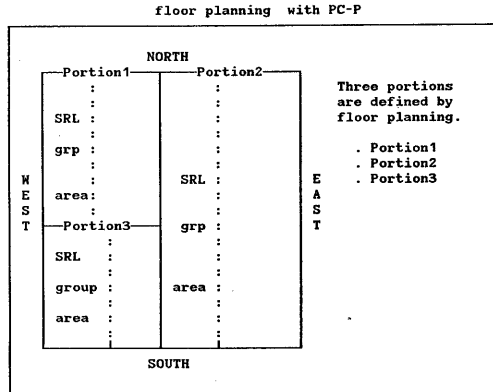 floor planning with PC-P
NORTH
Portion1 Portion2
SRL :
grp :
area:
Portion3
SRL
group :
area :
SRL :
grp :
area :
W
E
S
T
E
A
S
T
SOUTH
Three portions
are defined by
floor planning.
. Portion1
. Portion2
. Portion3